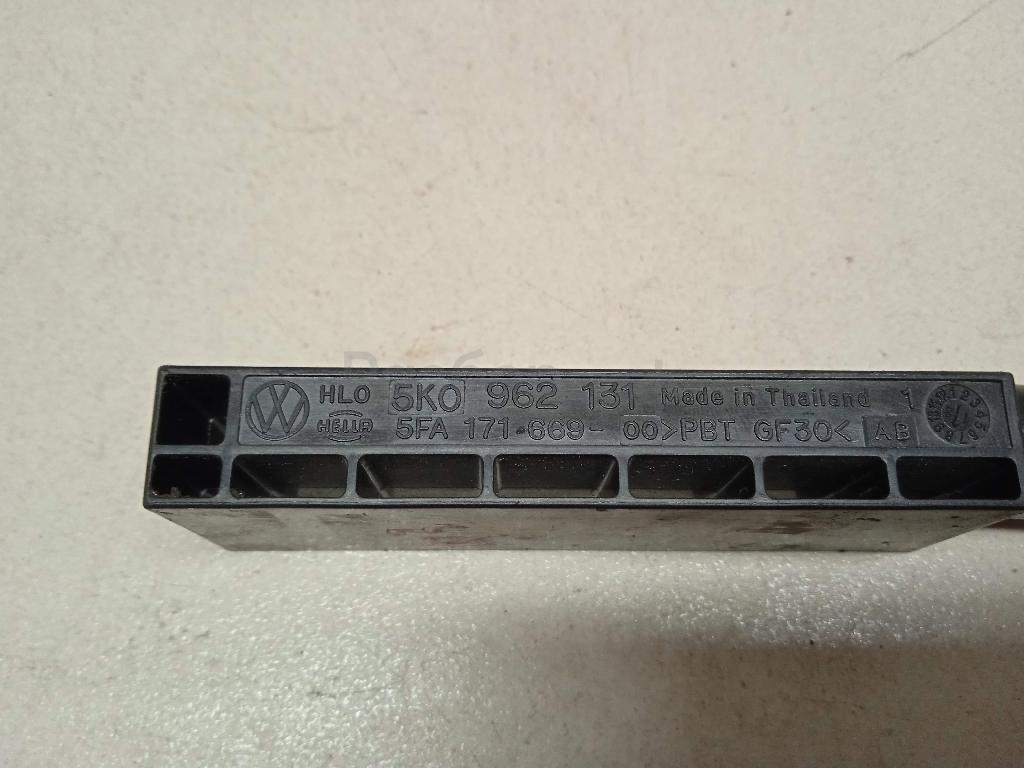 HLO 5K0 962 131 Made in Thailand 1
HELLA 5FA 171-669- 00 >PBT GF30< AB